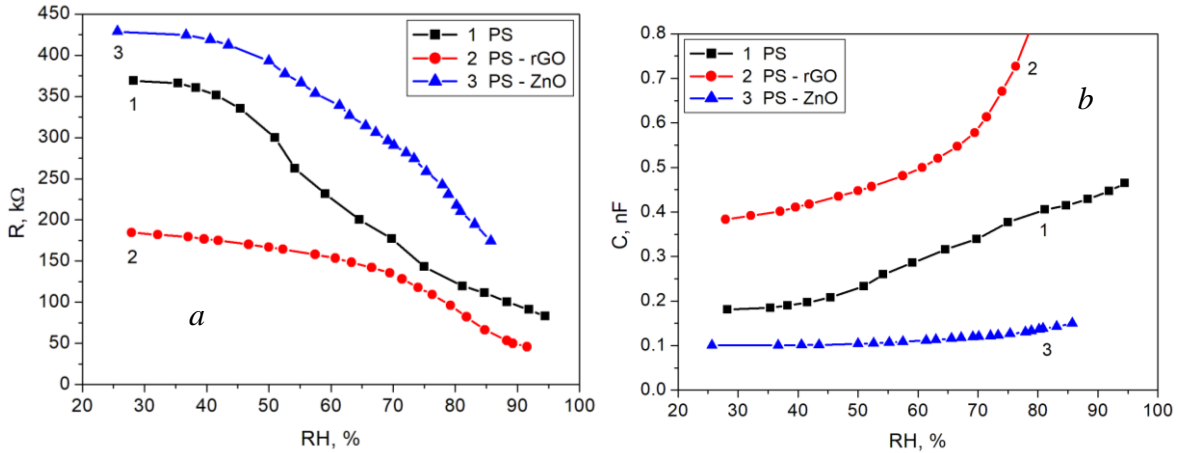 450
400
350
300
250
200
150
100
50
0
R, kΩ
20 30 40 50 60 70 80 90 100
RH, %
1 PS
2 PS - rGO
3 PS - ZnO
3
1
2
a
0.8
0.7
0.6
0.5
0.4
0.3
0.2
0.1
0.0
C, nF
20 30 40 50 60 70 80 90 100
RH, %
1 PS
2 PS - rGO
3 PS - ZnO
2
b
1
3